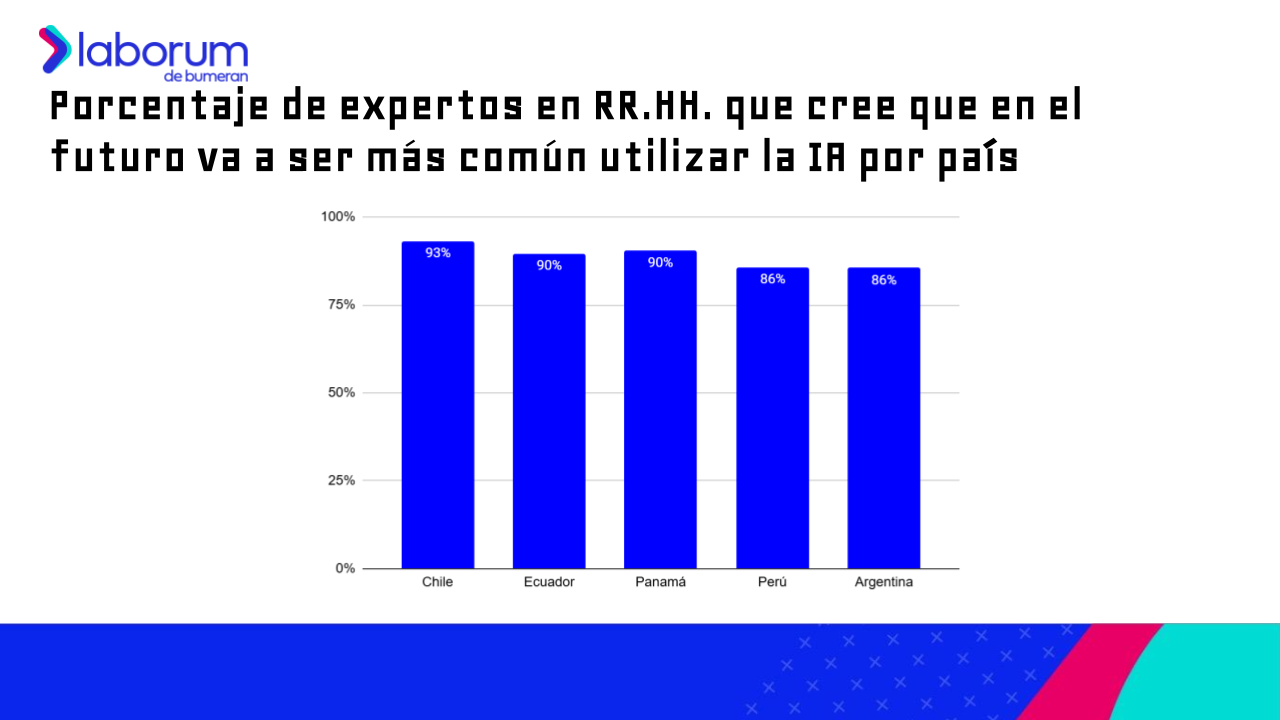 laborum
de bumeran
Porcentaje de expertos en RR.HH. que cree que en el
futuro va a ser más común utilizar la IA por país
100%
75%
50%
25%
0%
93%
90%
90%
86%
86%
Chile
Ecuador
Panamá
Perú
Argentina